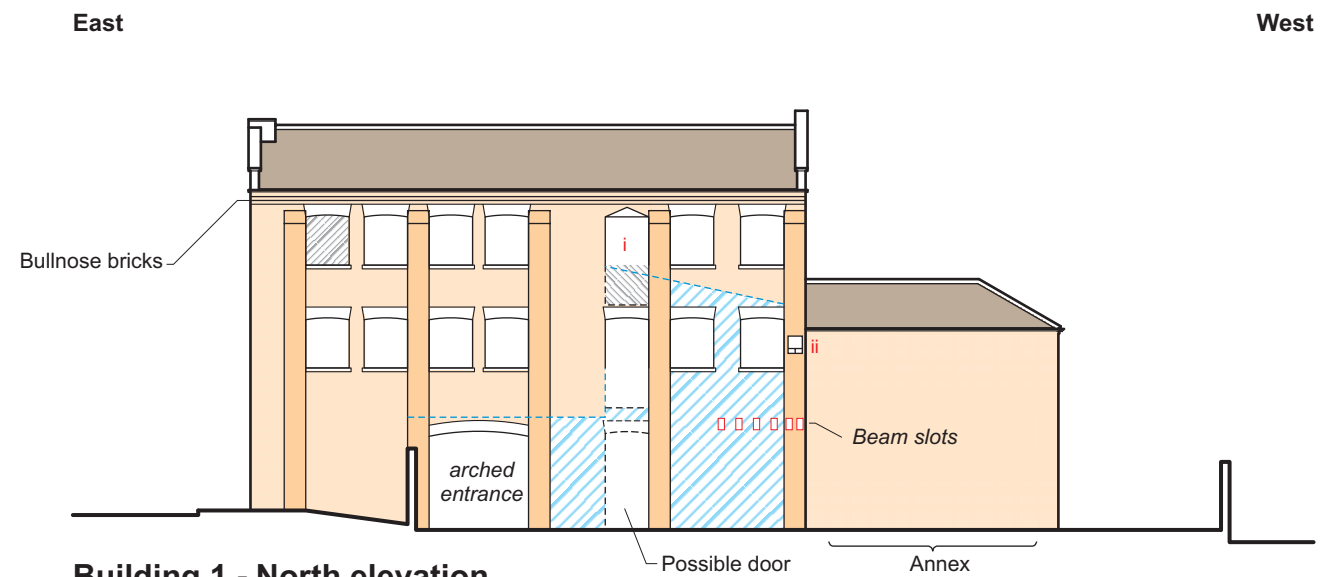 East
West
Bullnose bricks
i
ii
Beam slots
arched
entrance
Possible door
Annex
Building 1 - North elevation